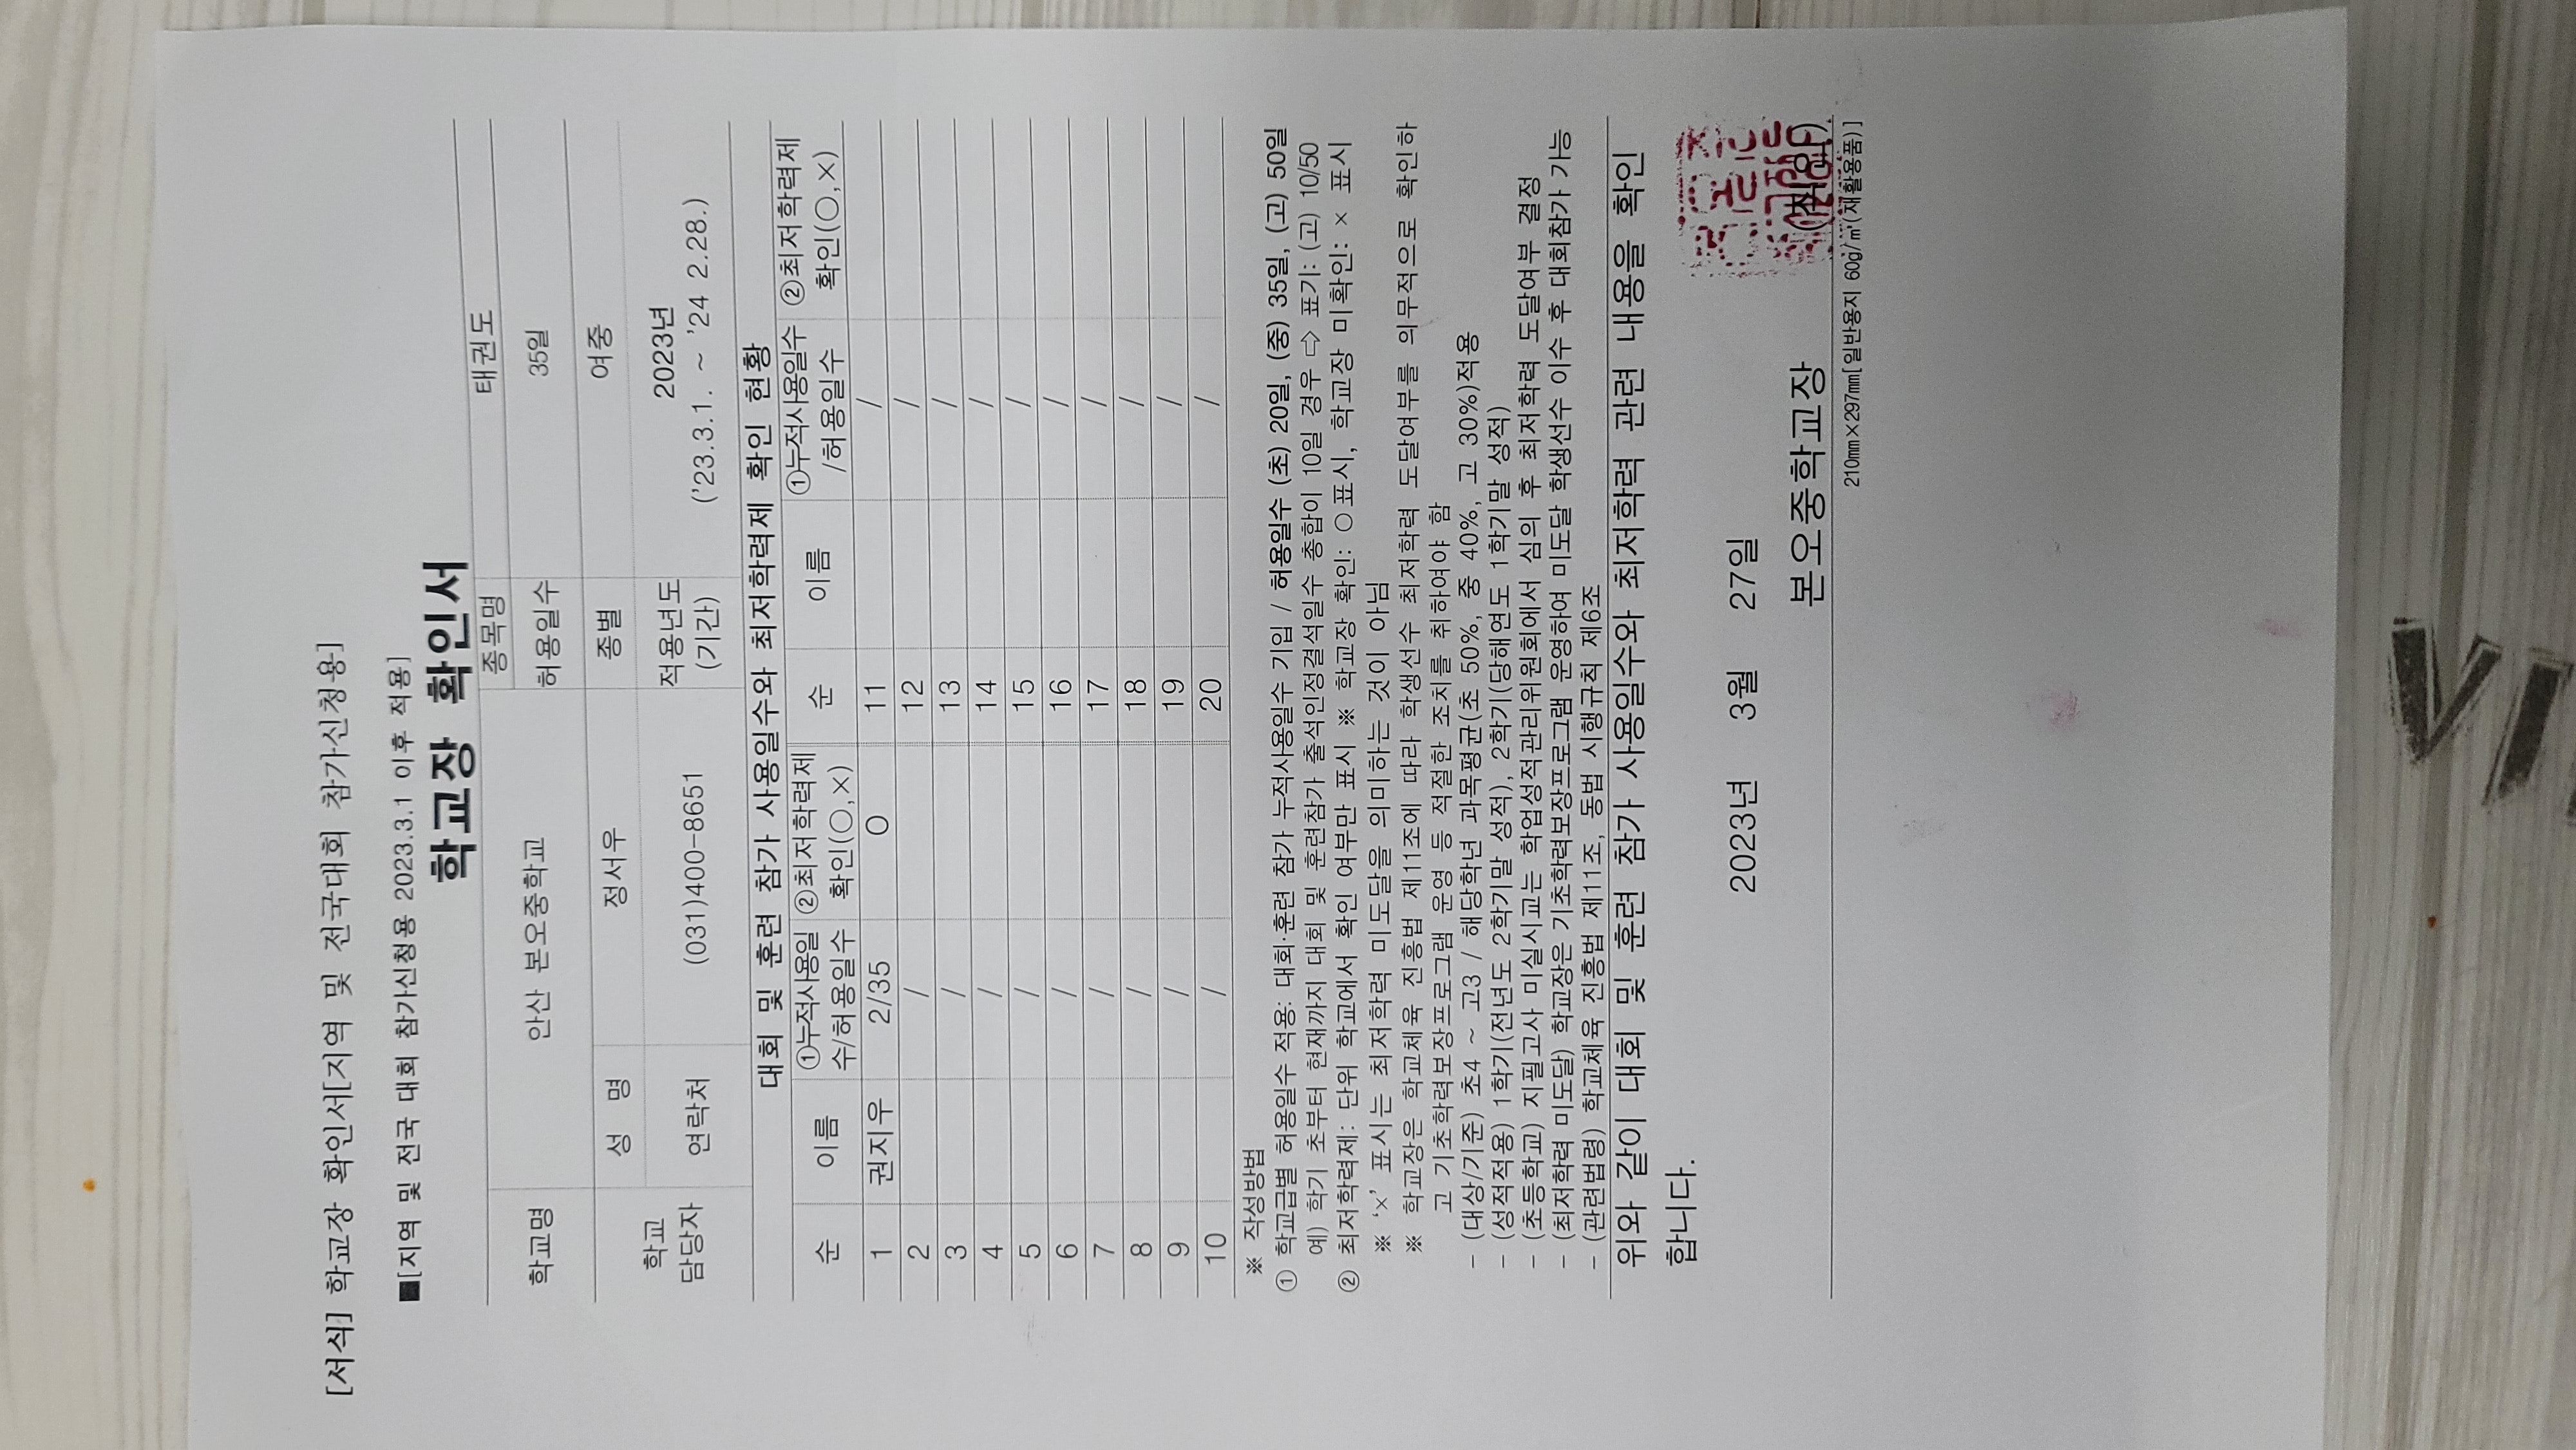 [서식] 학교장 확인서[지역 및 전국대회 참가신청용]
■[지역 및 전국 대회 참가신청용 2023.3.1 이후 적용]
학교장 확인서
학교명 안산 본오중학교 종목명 태권도
허용일수 35일
학교 담당자 성 명 정서우 종별 여중
연락처 (031)400-8651 적용년도 (기간) 2023년
('23.3.1. ~ '24 2.28.)
대회 및 훈련 참가 사용일수와 최저학력제 확인 현황
순 이름 ①누적사용일 수/허용일수 ②최저학력제 확인(○,×) 순 이름 ①누적사용일수 /허용일수 ②최저학력제 확인(○,×)
1 권지우 2/35 O 11 /
2 / 12 /
3 / 13 /
4 / 14 /
5 / 15 /
6 / 16 /
7 / 17 /
8 / 18 /
9 / 19 /
10 / 20 /
※ 작성방법
① 학교급별 허용일수 적용: 대회·훈련 참가 누적사용일수 기입 / 허용일수 (초) 20일, (중) 35일, (고) 50일
예) 학기 초부터 현재까지 대회 및 훈련참가 출석인정결석일수 총합이 10일 경우 ⇨ 표기: (고) 10/50
② 최저학력제: 단위 학교에서 확인 여부만 표시 ※ 학교장 확인: ○표시, 학교장 미확인: × 표시
※ '×' 표시는 최저학력 미도달을 의미하는 것이 아님
※ 학교장은 학교체육 진흥법 제11조에 따라 학생선수 최저학력 도달여부를 의무적으로 확인하
고 기초학력보장프로그램 운영 등 적절한 조치를 취하여야 함
- (대상/기준) 초4 ~ 고3 / 해당학년 과목평균(초 50%, 중 40%, 고 30%)적용
- (성적적용) 1학기(전년도 2학기말 성적), 2학기(당해연도 1학기말 성적)
- (초등학교) 지필고사 미실시교는 학업성적관리위원회에서 심의 후 최저학력 도달여부 결정
- (최저학력 미도달) 학교장은 기초학력보장프로그램 운영하여 미도달 학생선수 이수 후 대회참가 가능
- (관련법령) 학교체육 진흥법 제11조, 동법 시행규칙 제6조
위와 같이 대회 및 훈련 참가 사용일수와 최저학력 관련 내용을 확인
합니다.
2023년 3월 27일
본오중학교장 (직인)
210㎜×297㎜[일반용지 60g/㎡(재활용품)]